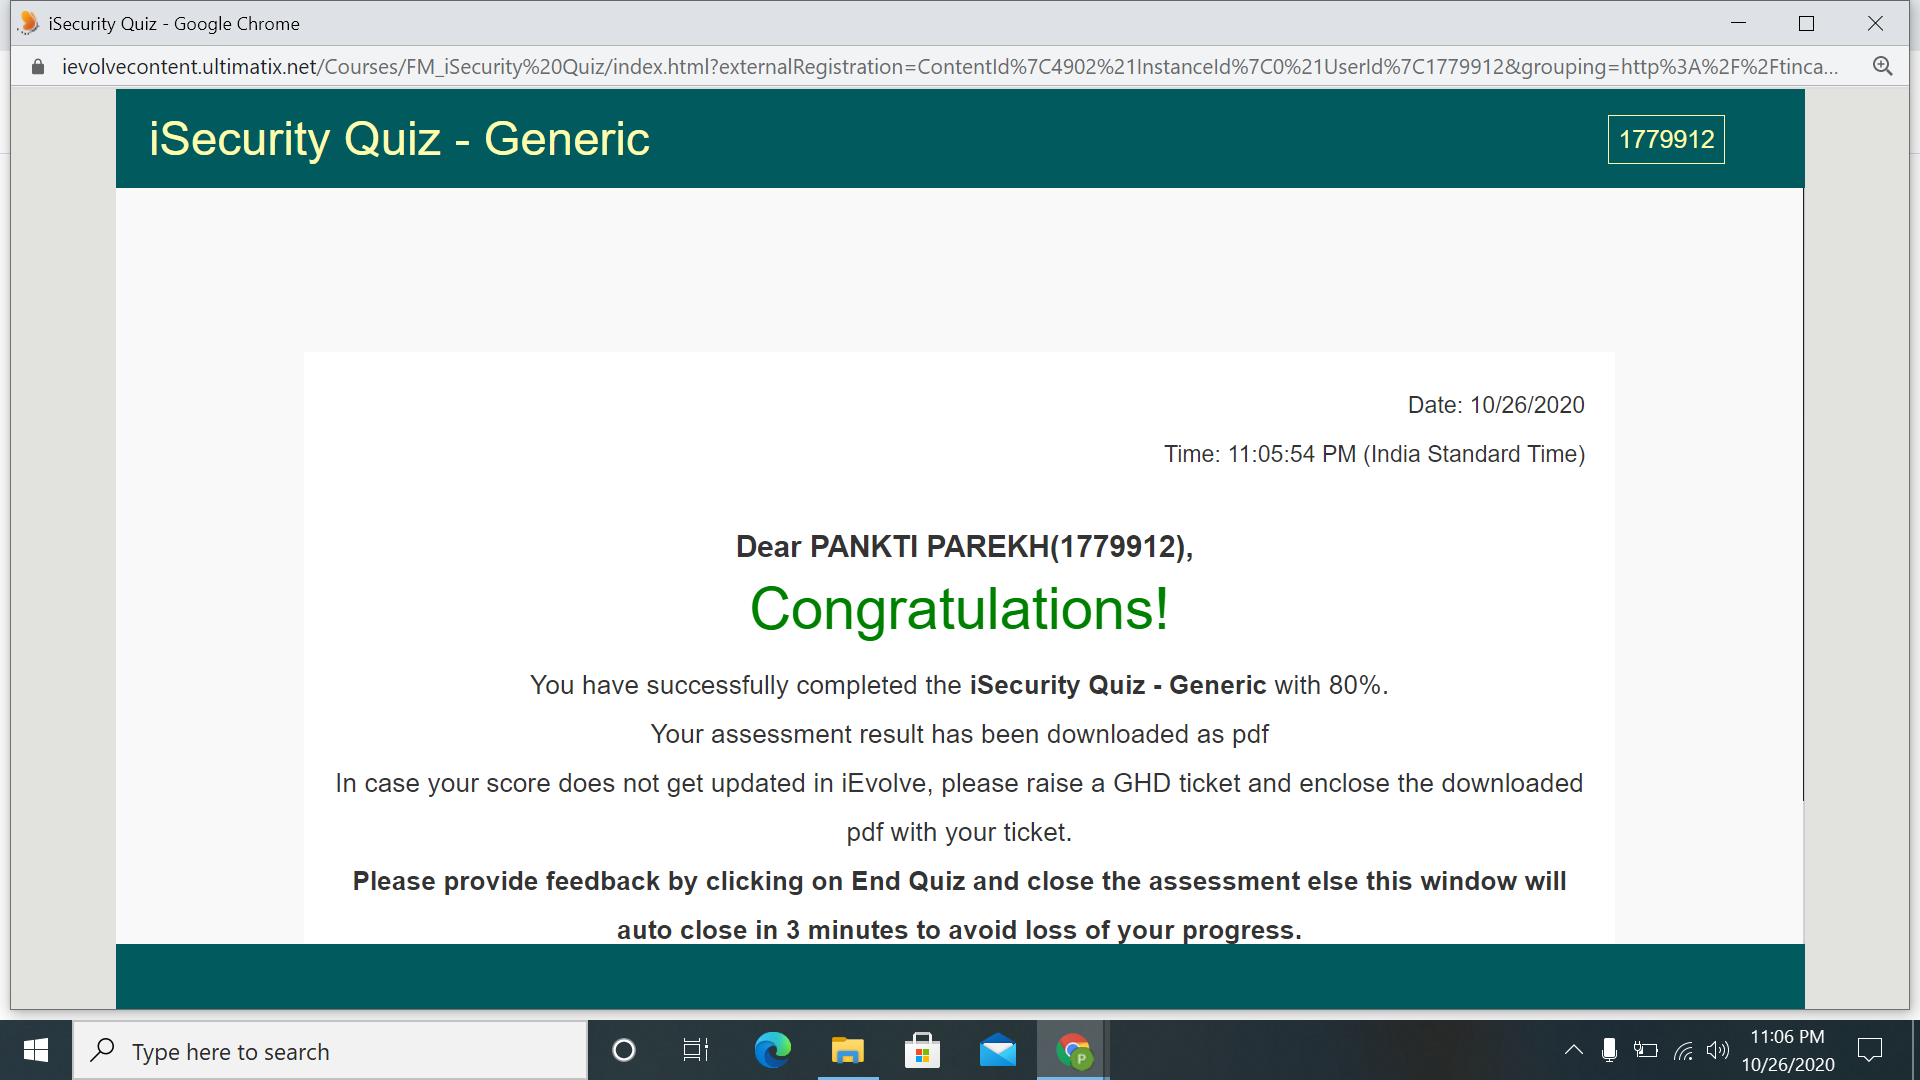 iSecurity Quiz - Google Chrome
ievolvecontent.ultimatix.net/Courses/FM_iSecurity%20Quiz/index.html?externalRegistration=ContentId%7C4902%21InstanceId%7C0%21UserId%7C1779912&grouping=http%3A%2F%2Ftinca...
iSecurity Quiz - Generic
1779912
Date: 10/26/2020
Time: 11:05:54 PM (India Standard Time)
Dear PANKTI PAREKH(1779912),
Congratulations!
You have successfully completed the iSecurity Quiz - Generic with 80%.
Your assessment result has been downloaded as pdf
In case your score does not get updated in iEvolve, please raise a GHD ticket and enclose the downloaded
pdf with your ticket.
Please provide feedback by clicking on End Quiz and close the assessment else this window will
auto close in 3 minutes to avoid loss of your progress.
Type here to search
P
11:06 PM
10/26/2020